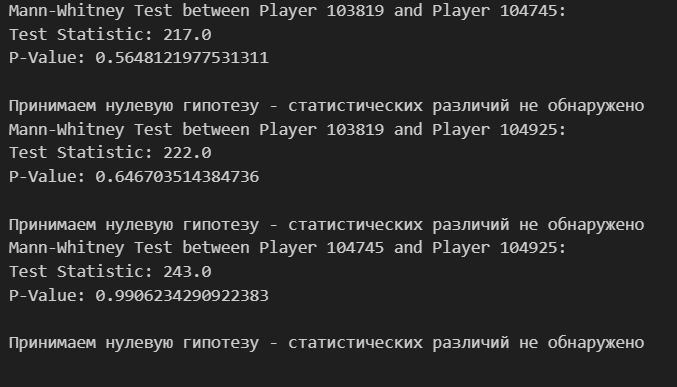 Mann-Whitney Test between Player 103819 and Player 104745:
Test Statistic: 217.0
P-Value: 0.5648121977531311
Принимаем нулевую гипотезу - статистических различий не обнаружено
Mann-Whitney Test between Player 103819 and Player 104925:
Test Statistic: 222.0
P-Value: 0.646703514384736
Принимаем нулевую гипотезу - статистических различий не обнаружено
Mann-Whitney Test between Player 104745 and Player 104925:
Test Statistic: 243.0
P-Value: 0.9906234290922383
Принимаем нулевую гипотезу - статистических различий не обнаружено